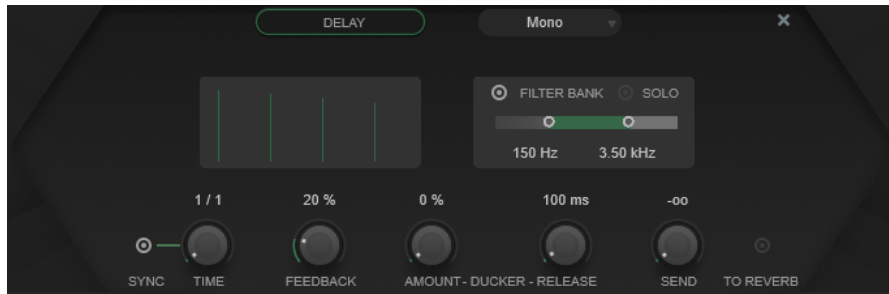 DELAY Mono ×
FILTER BANK SOLO
150 Hz 3.50 kHz
1 / 1 20 % 0 % 100 ms -oo
SYNC TIME FEEDBACK AMOUNT - DUCKER - RELEASE SEND TO REVERB